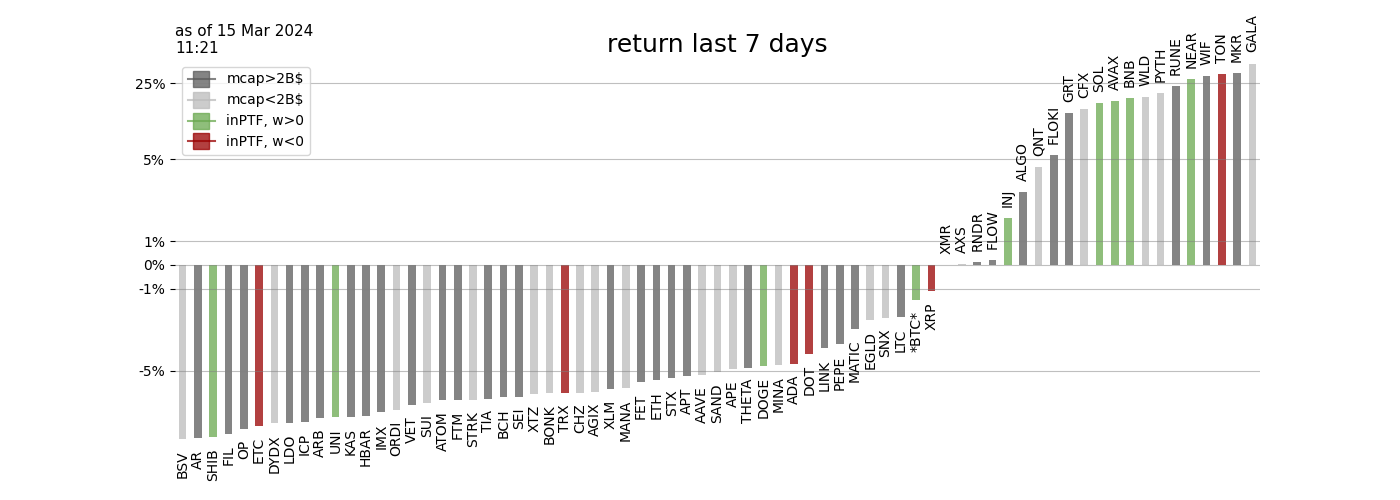 as of 15 Mar 2024
11:21
return last 7 days
mcap>2B$
mcap<2B$
inPTF, w>0
inPTF, w<0
25%
5%
1%
0%
-1%
-5%
BSV
AR
SHIB
FIL
OP
ETC
DYDX
LDO
ICP
ARB
UNI
KAS
HBAR
IMX
ORDI
VET
SUI
ATOM
FTM
STRK
TIA
BCH
SEI
XTZ
BONK
TRX
CHZ
AGIX
XLM
MANA
FET
ETH
STX
APT
AAVE
SAND
APE
THETA
DOGE
MINA
ADA
DOT
LINK
PEPE
MATIC
EGLD
SNX
LTC
*BTC*
XRP
XMR
AXS
RNDR
FLOW
INJ
ALGO
QNT
FLOKI
GRT
CFX
SOL
AVAX
BNB
WLD
PYTH
RUNE
NEAR
WIF
TON
MKR
GALA